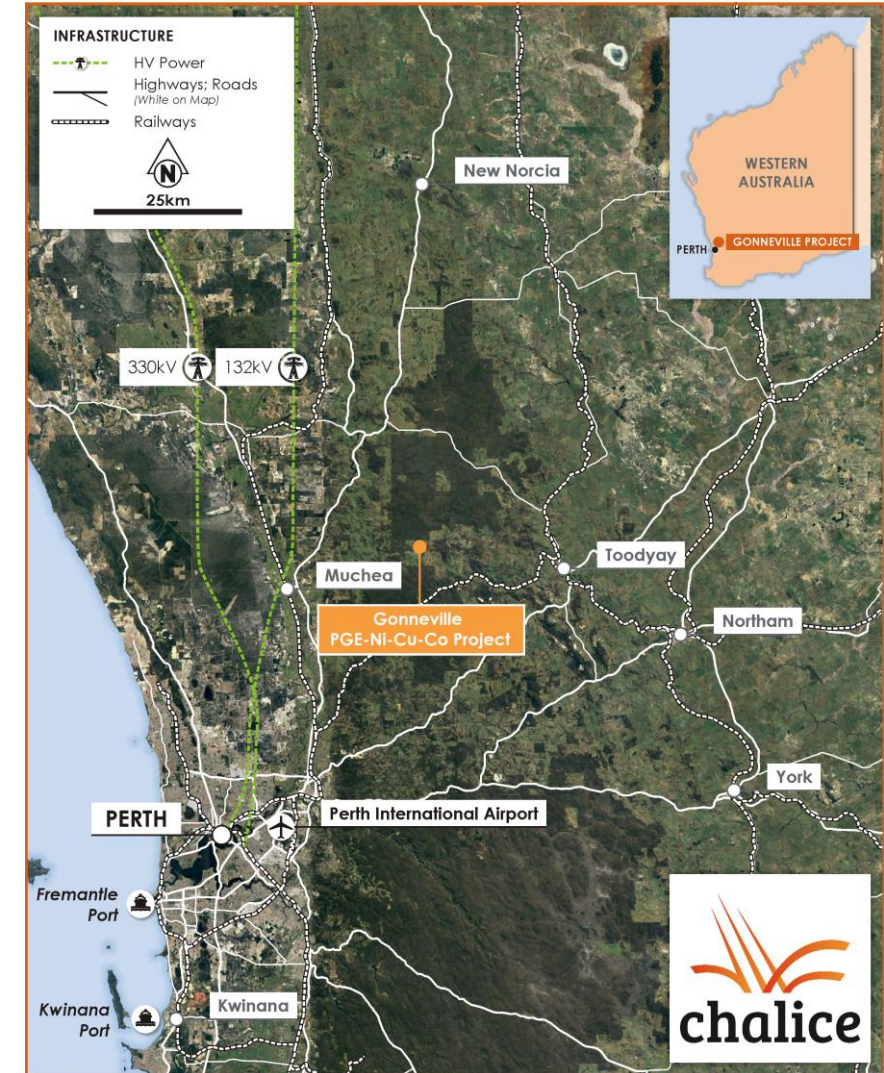 INFRASTRUCTURE
HV Power
Highways; Roads
(White on Map)
Railways
N
25km
New Norcia
WESTERN
AUSTRALIA
PERTH
GONNEVILLE PROJECT
330kV
132kV
Muchea
Toodyay
Gonneville
PGE-Ni-Cu-Co Project
Northam
York
PERTH
Perth International Airport
Fremantle
Port
Kwinana
Port
Kwinana
chalice